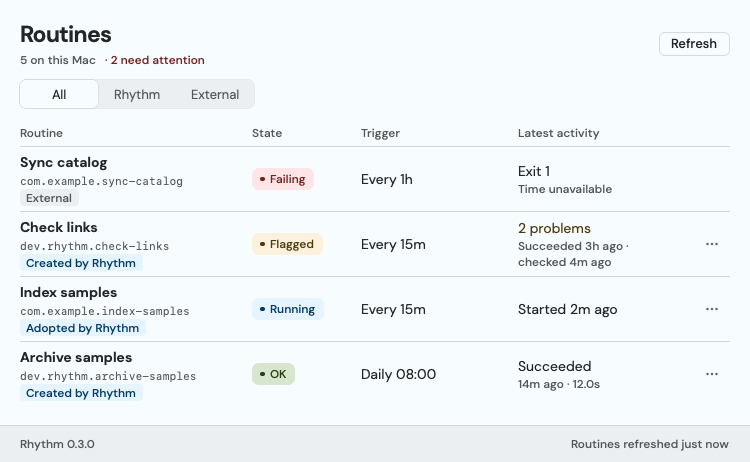 Routines
5 on this Mac · 2 need attention
Refresh
All Rhythm External
Routine State Trigger Latest activity
Sync catalog
com.example.sync-catalog
External
Failing
Every 1h
Exit 1
Time unavailable
Check links
dev.rhythm.check-links
Created by Rhythm
Flagged
Every 15m
2 problems
Succeeded 3h ago ·
checked 4m ago
···
Index samples
com.example.index-samples
Adopted by Rhythm
Running
Every 15m
Started 2m ago
···
Archive samples
dev.rhythm.archive-samples
Created by Rhythm
OK
Daily 08:00
Succeeded
14m ago · 12.0s
···
Rhythm 0.3.0
Routines refreshed just now